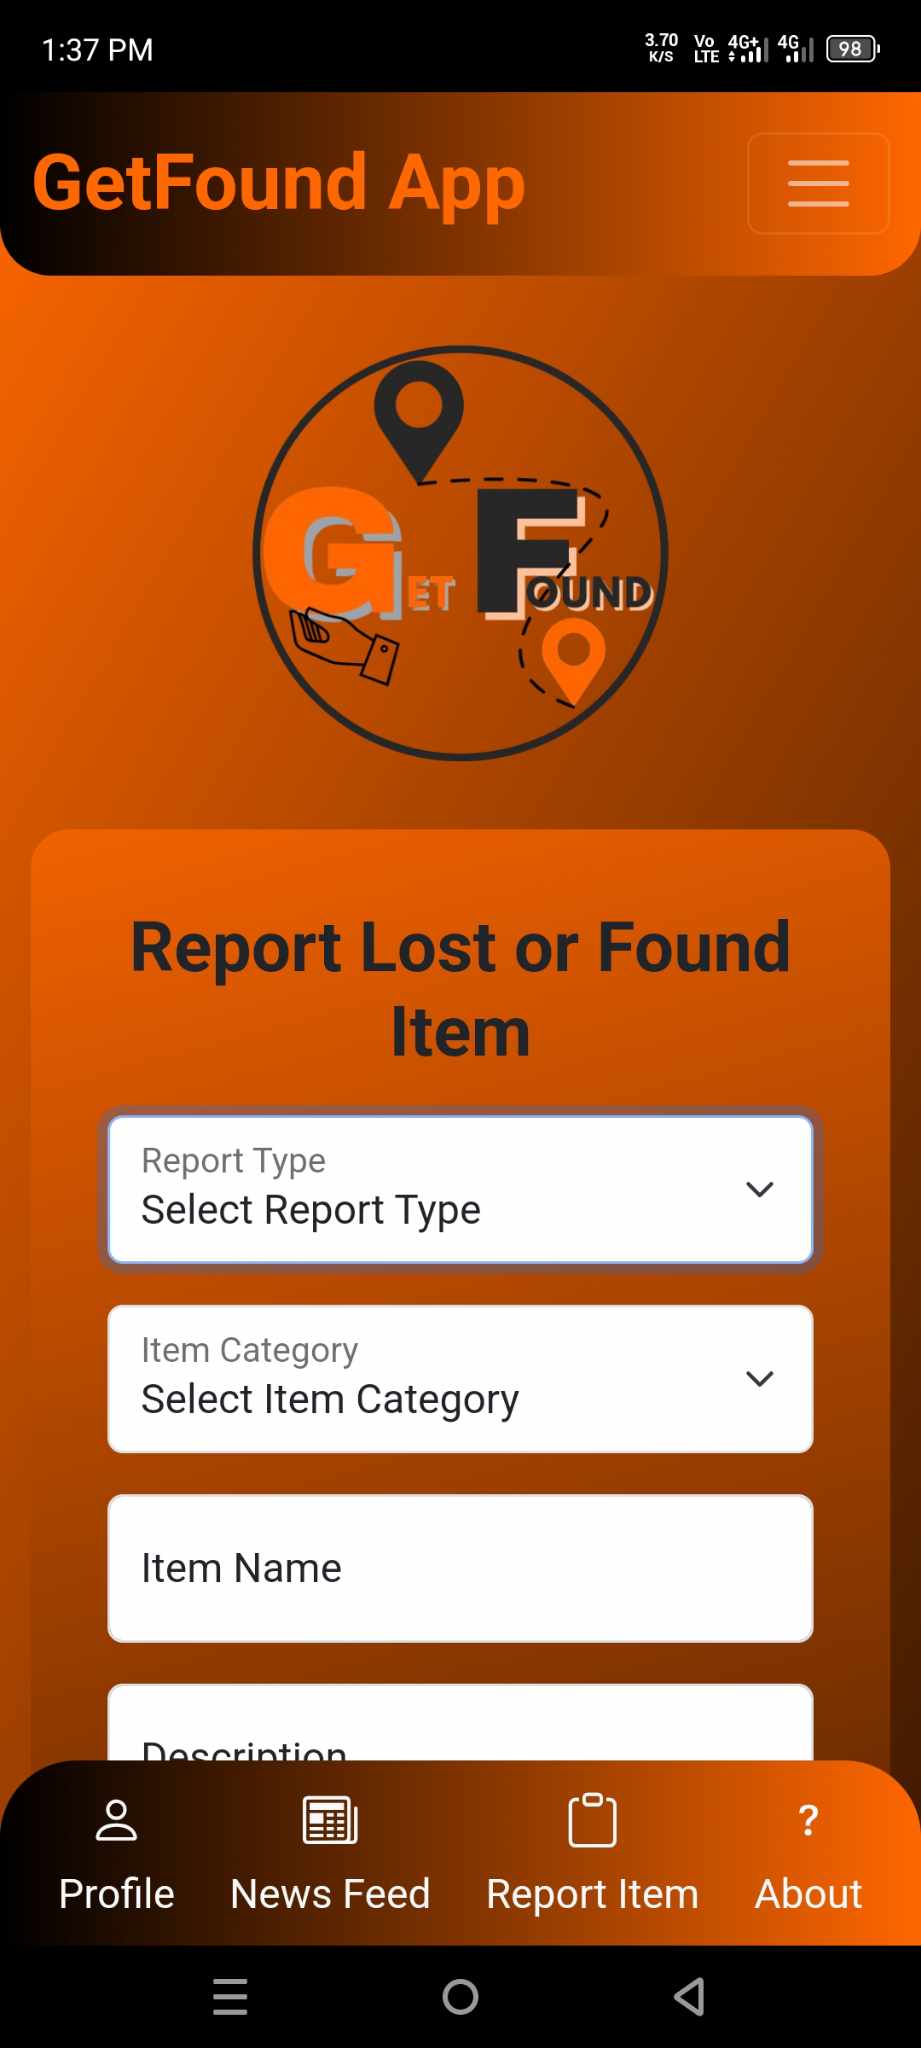 1:37 PM
3.70 K/S Vo LTE 4G+ 4G 98
GetFound App
GET FOUND
Report Lost or Found
Item
Report Type
Select Report Type
Item Category
Select Item Category
Item Name
Description
Profile News Feed Report Item ? About